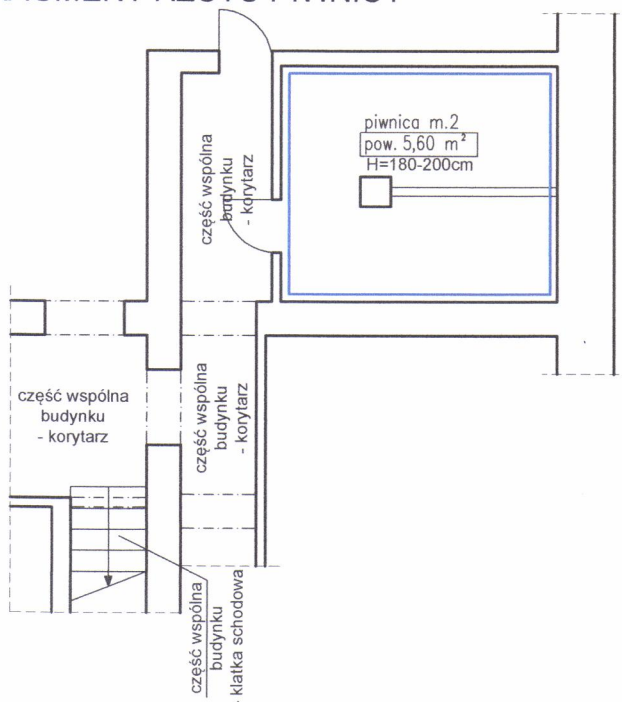 piwnica m.2
pow. 5,60 m²
H=180-200cm
część wspólna
budynku
- korytarz
część wspólna
budynku
- korytarz
część wspólna
budynku
- korytarz
część wspólna
budynku
- klatka schodowa